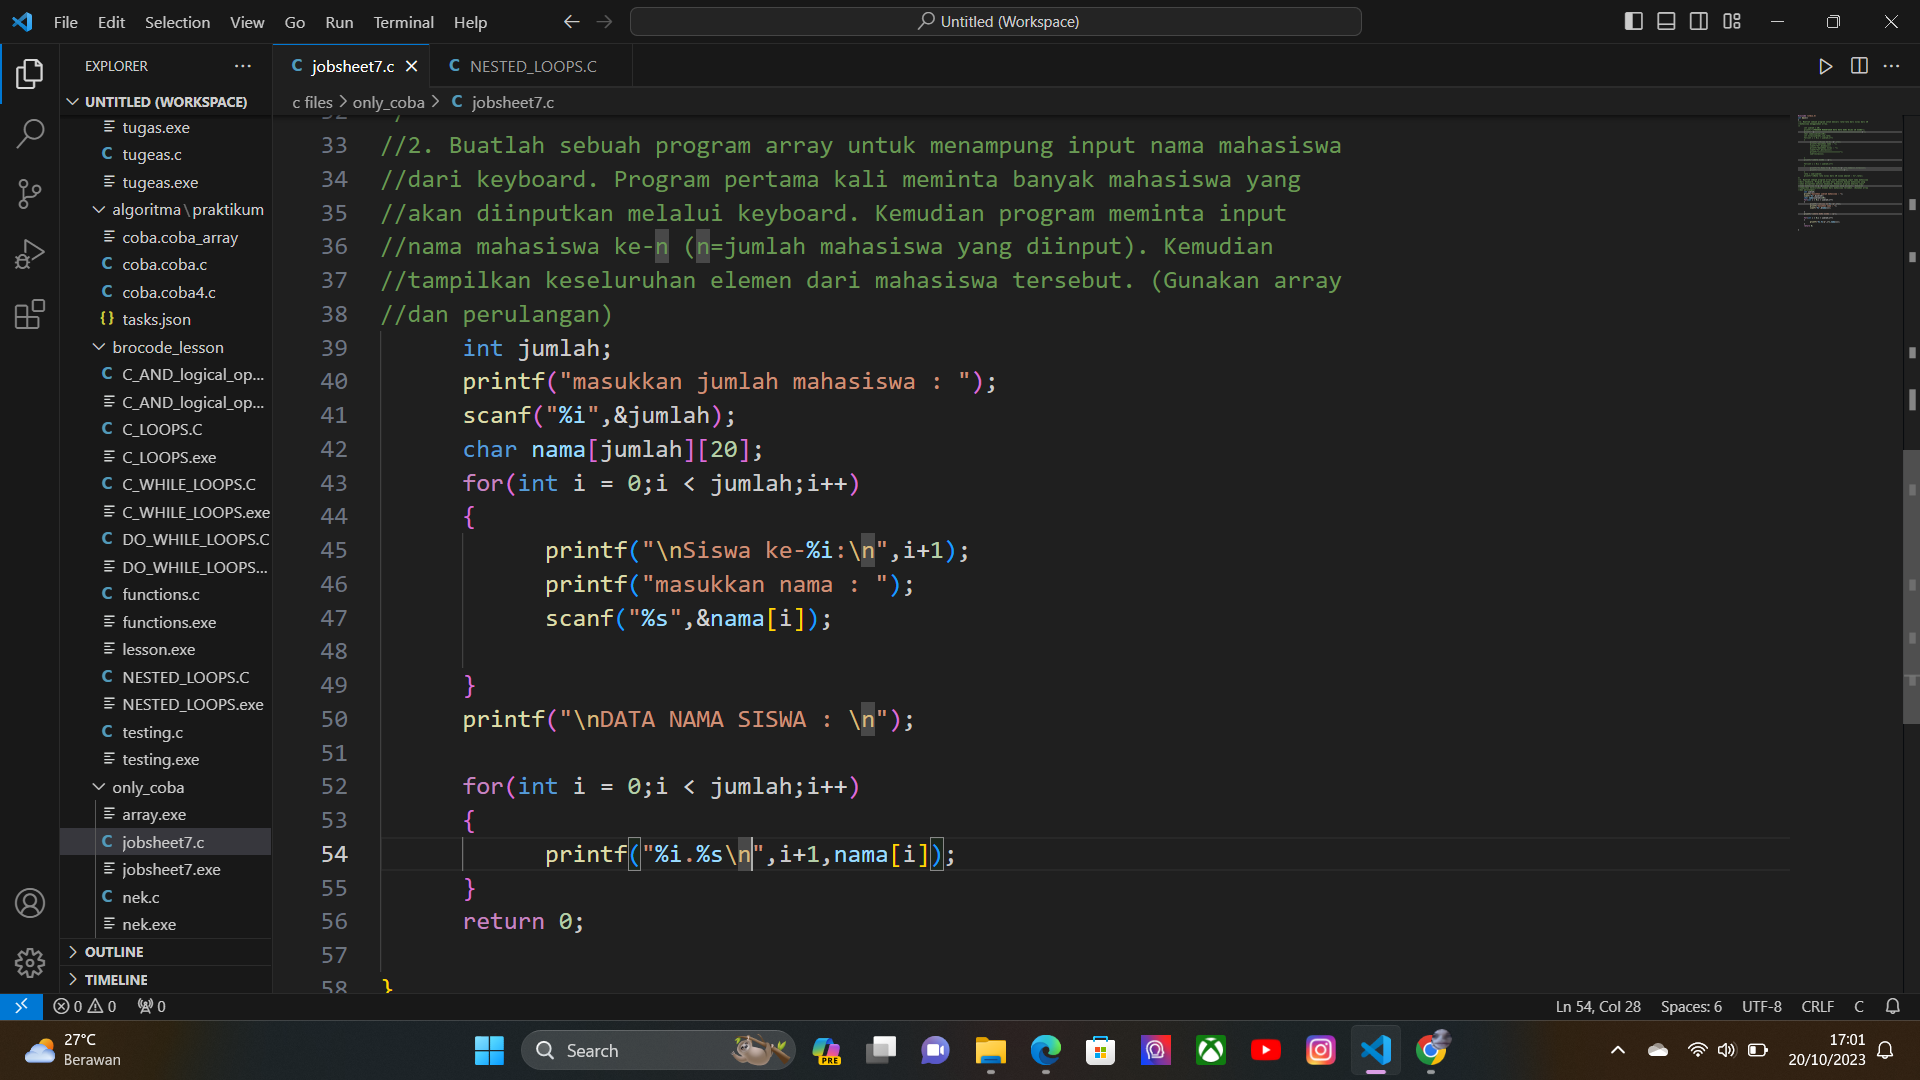 File Edit Selection View Go Run Terminal Help
Untitled (Workspace)
EXPLORER
jobsheet7.c
NESTED_LOOPS.C
UNTITLED (WORKSPACE)
c files > only_coba > C jobsheet7.c
tugas.exe
C tugeas.c
tugeas.exe
algoritma\praktikum
coba.coba_array
C coba.coba.c
C coba.coba4.c
{} tasks.json
brocode_lesson
C C_AND_logical_op...
C_AND_logical_op...
C C_LOOPS.C
C_LOOPS.exe
C C_WHILE_LOOPS.C
C_WHILE_LOOPS.exe
C DO_WHILE_LOOPS.C
DO_WHILE_LOOPS...
C functions.c
functions.exe
lesson.exe
C NESTED_LOOPS.C
NESTED_LOOPS.exe
C testing.c
testing.exe
only_coba
array.exe
C jobsheet7.c
jobsheet7.exe
C nek.c
nek.exe
OUTLINE
TIMELINE
33 //2. Buatlah sebuah program array untuk menampung input nama mahasiswa
34 //dari keyboard. Program pertama kali meminta banyak mahasiswa yang
35 //akan diinputkan melalui keyboard. Kemudian program meminta input
36 //nama mahasiswa ke-n (n=jumlah mahasiswa yang diinput). Kemudian
37 //tampilkan keseluruhan elemen dari mahasiswa tersebut. (Gunakan array
38 //dan perulangan)
39 int jumlah;
40 printf("masukkan jumlah mahasiswa : ");
41 scanf("%i",&jumlah);
42 char nama[jumlah][20];
43 for(int i = 0;i < jumlah;i++)
44 {
45 printf("\nSiswa ke-%i:\n",i+1);
46 printf("masukkan nama : ");
47 scanf("%s",&nama[i]);
48
49 }
50 printf("\nDATA NAMA SISWA : \n");
51
52 for(int i = 0;i < jumlah;i++)
53 {
54 printf("%i.%s\n",i+1,nama[i]);
55 }
56 return 0;
57
58 }
0 0 0
Ln 54, Col 28 Spaces: 6 UTF-8 CRLF C
27°C
Berawan
Search
PRE
17:01
20/10/2023